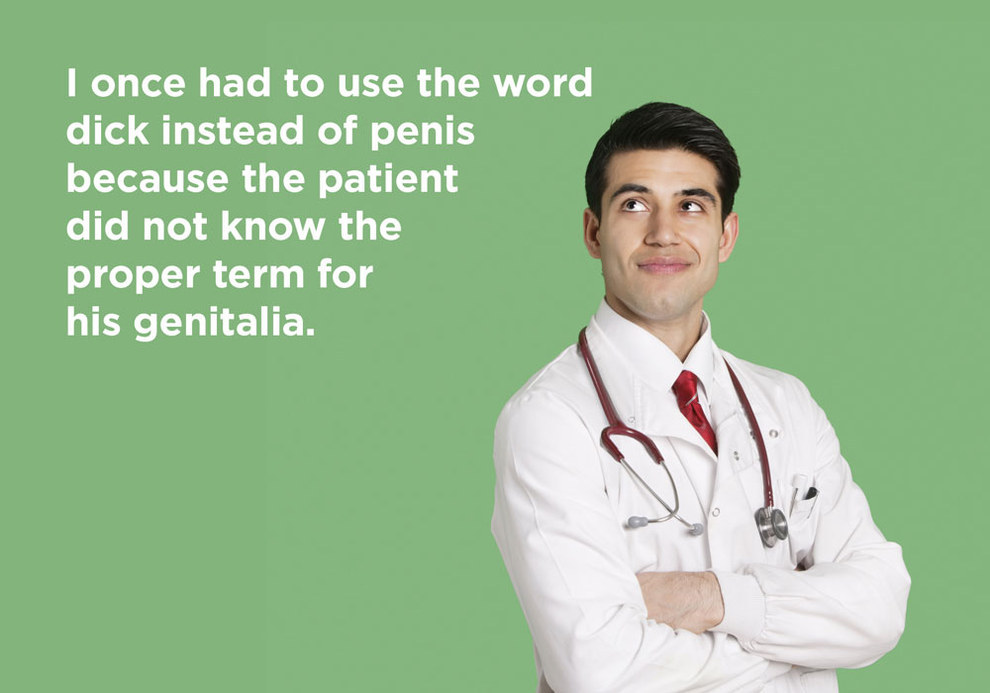 I once had to use the word
dick instead of penis
because the patient
did not know the
proper term for
his genitalia.